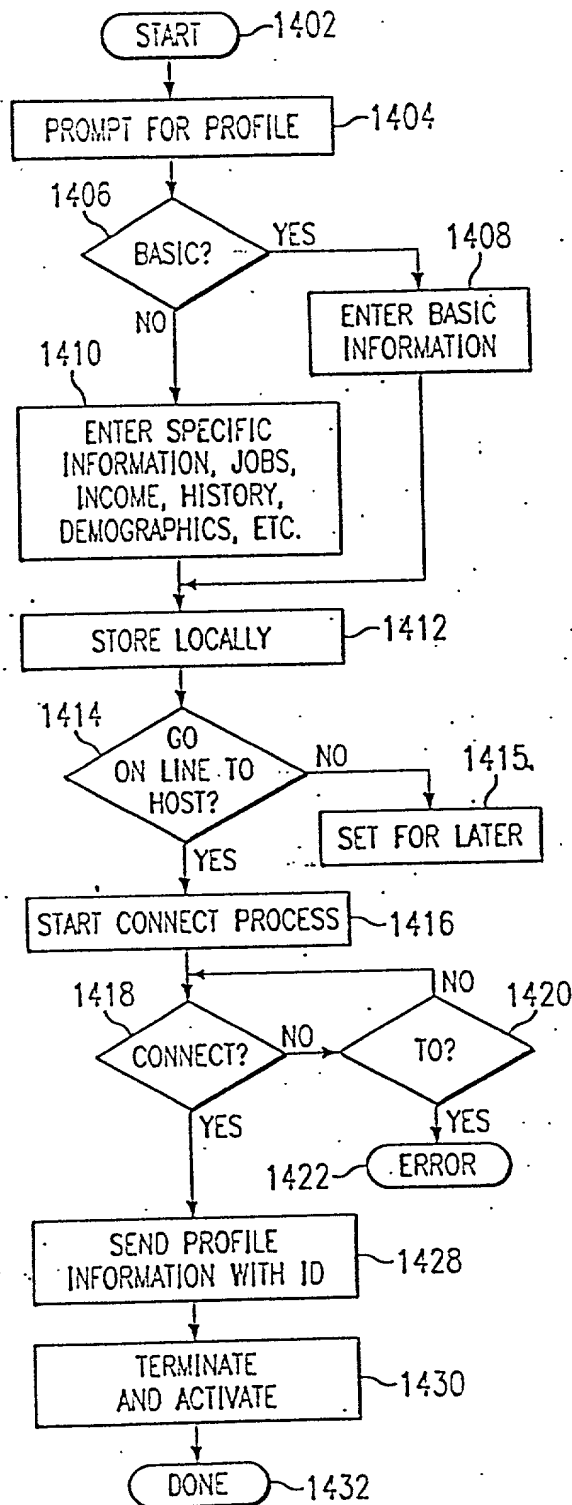 START
1402
PROMPT FOR PROFILE
1404
1406
BASIC?
YES
NO
1408
ENTER BASIC
INFORMATION
1410
ENTER SPECIFIC
INFORMATION, JOBS,
INCOME, HISTORY,
DEMOGRAPHICS, ETC.
STORE LOCALLY
1412
1414
GO
ON LINE TO
HOST?
NO
YES
1415
SET FOR LATER
START CONNECT PROCESS
1416
1418
CONNECT?
NO
YES
NO
1420
TO?
YES
1422
ERROR
SEND PROFILE
INFORMATION WITH ID
1428
TERMINATE
AND ACTIVATE
1430
DONE
1432